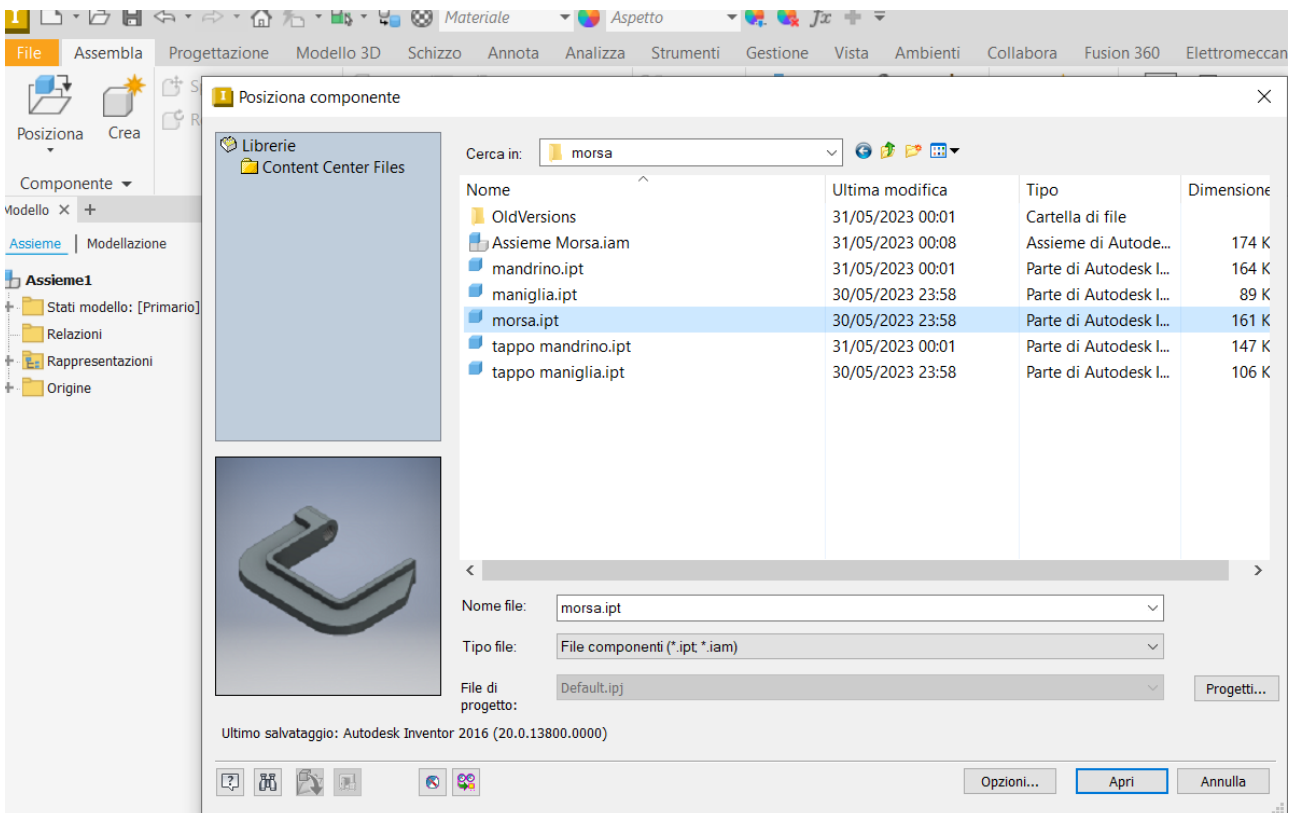 Materiale Aspetto fx
File Assembla Progettazione Modello 3D Schizzo Annota Analizza Strumenti Gestione Vista Ambienti Collabora Fusion 360 Elettromeccan
Posiziona Crea
Componente
Modello × +
Assieme | Modellazione
Assieme1
Stati modello: [Primario]
Relazioni
Rappresentazioni
Origine
Posiziona componente
Librerie
Content Center Files
Cerca in: morsa
Nome Ultima modifica Tipo Dimensione
OldVersions 31/05/2023 00:01 Cartella di file
Assieme Morsa.iam 31/05/2023 00:08 Assieme di Autode... 174 K
mandrino.ipt 31/05/2023 00:01 Parte di Autodesk I... 164 K
maniglia.ipt 30/05/2023 23:58 Parte di Autodesk I... 89 K
morsa.ipt 30/05/2023 23:58 Parte di Autodesk I... 161 K
tappo mandrino.ipt 31/05/2023 00:01 Parte di Autodesk I... 147 K
tappo maniglia.ipt 30/05/2023 23:58 Parte di Autodesk I... 106 K
Nome file: morsa.ipt
Tipo file: File componenti (*.ipt; *.iam)
File di progetto: Default.ipj Progetti...
Ultimo salvataggio: Autodesk Inventor 2016 (20.0.13800.0000)
Opzioni... Apri Annulla